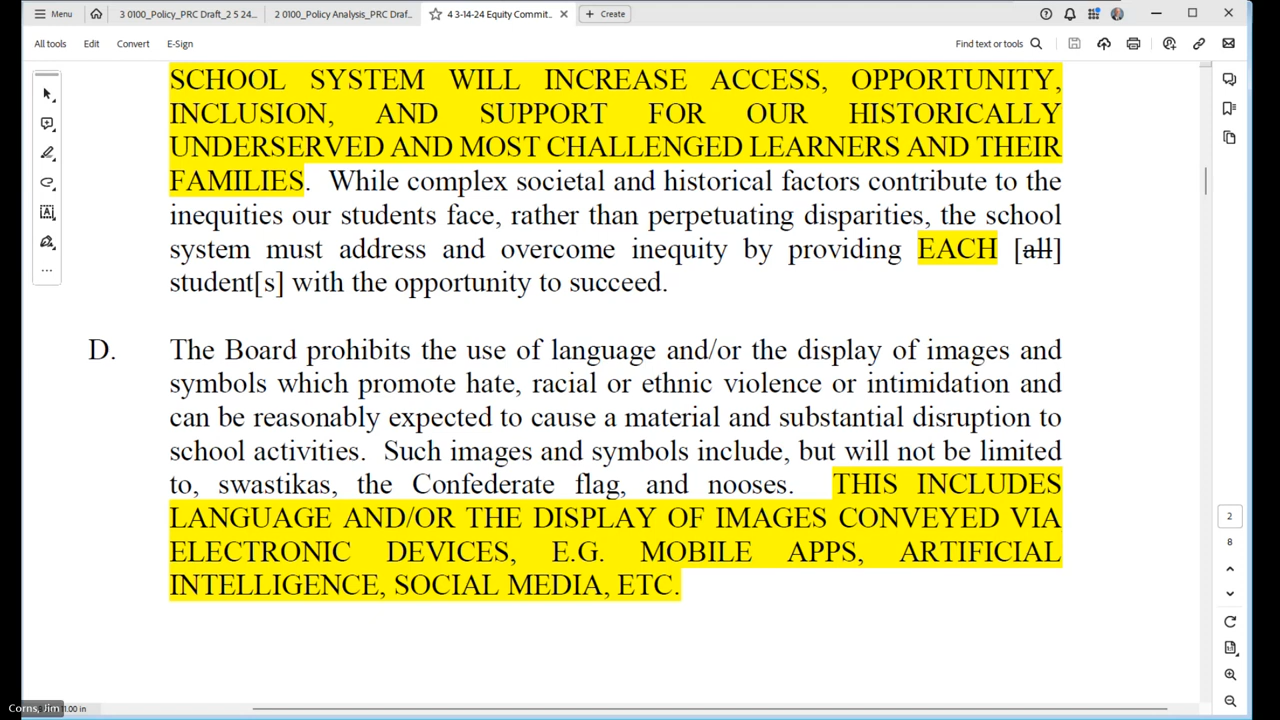 Menu
3 0100_Policy_PRC Draft_2 5 24...
2 0100_Policy Analysis_PRC Draf...
4 3-14-24 Equity Commit...
Create
All tools
Edit
Convert
E-Sign
Find text or tools
SCHOOL SYSTEM WILL INCREASE ACCESS, OPPORTUNITY,
INCLUSION, AND SUPPORT FOR OUR HISTORICALLY
UNDERSERVED AND MOST CHALLENGED LEARNERS AND THEIR
FAMILIES. While complex societal and historical factors contribute to the
inequities our students face, rather than perpetuating disparities, the school
system must address and overcome inequity by providing EACH [all]
student[s] with the opportunity to succeed.
D. The Board prohibits the use of language and/or the display of images and
symbols which promote hate, racial or ethnic violence or intimidation and
can be reasonably expected to cause a material and substantial disruption to
school activities. Such images and symbols include, but will not be limited
to, swastikas, the Confederate flag, and nooses. THIS INCLUDES
LANGUAGE AND/OR THE DISPLAY OF IMAGES CONVEYED VIA
ELECTRONIC DEVICES, E.G. MOBILE APPS, ARTIFICIAL
INTELLIGENCE, SOCIAL MEDIA, ETC.
2
8
Corns, Jim